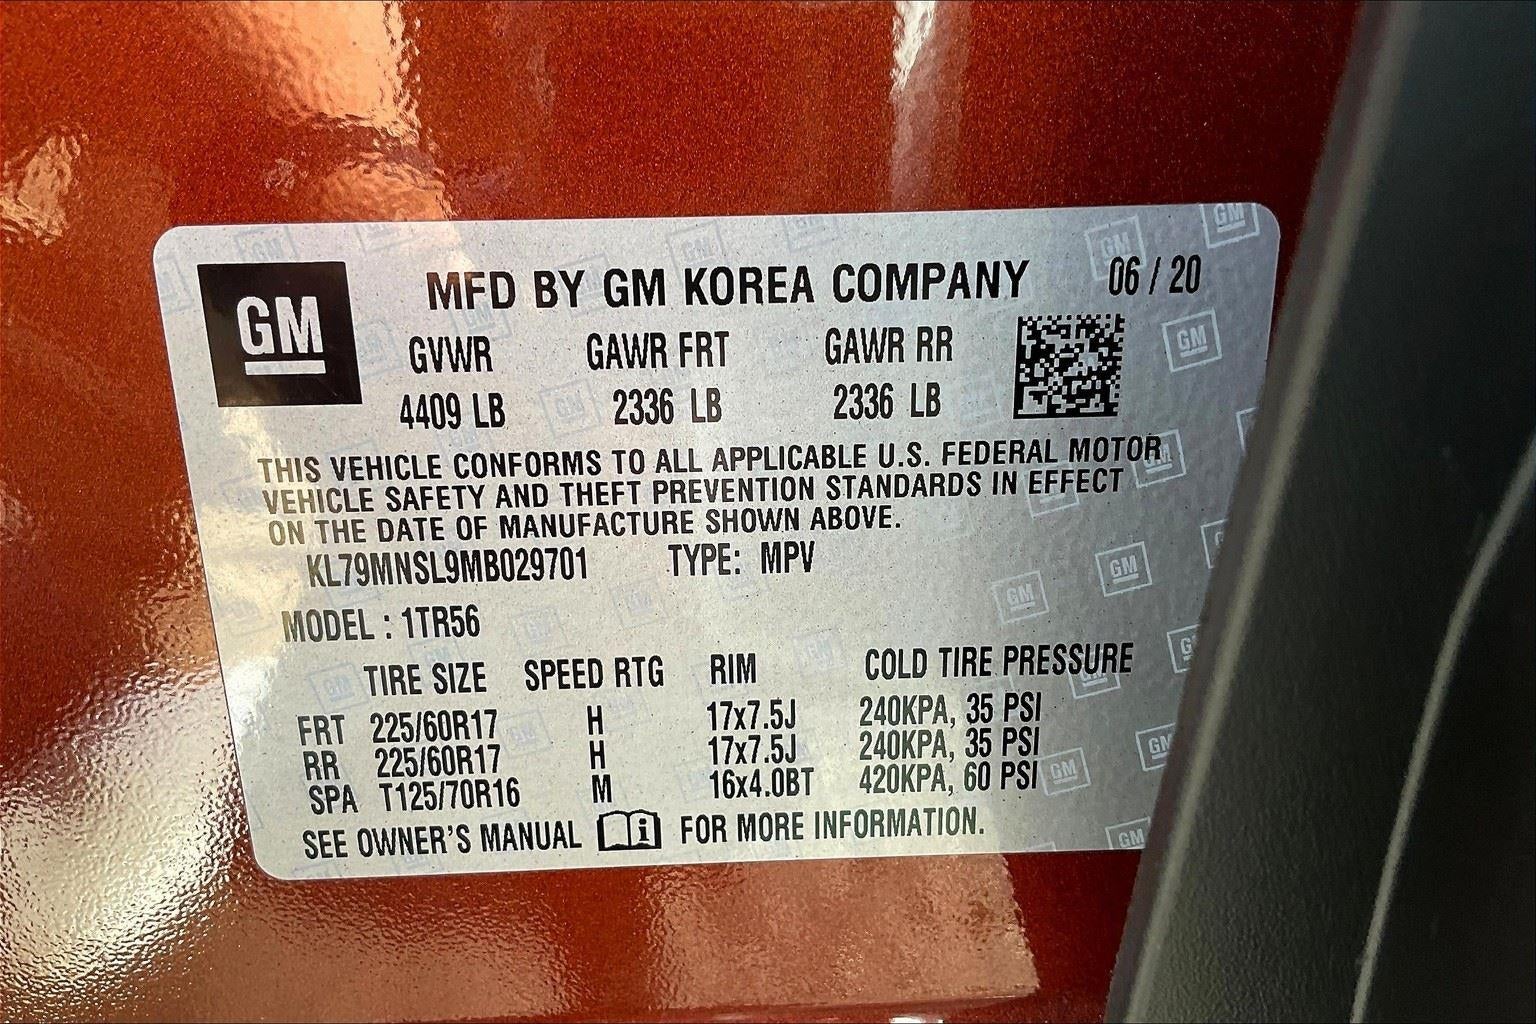 GM
MFD BY GM KOREA COMPANY 06 / 20
GVWR GAWR FRT GAWR RR
4409 LB 2336 LB 2336 LB
THIS VEHICLE CONFORMS TO ALL APPLICABLE U.S. FEDERAL MOTOR
VEHICLE SAFETY AND THEFT PREVENTION STANDARDS IN EFFECT
ON THE DATE OF MANUFACTURE SHOWN ABOVE.
KL79MNSL9MB029701 TYPE: MPV
MODEL : 1TR56
TIRE SIZE SPEED RTG RIM COLD TIRE PRESSURE
FRT 225/60R17 H 17x7.5J 240KPA, 35 PSI
RR 225/60R17 H 17x7.5J 240KPA, 35 PSI
SPA T125/70R16 M 16x4.0BT 420KPA, 60 PSI
SEE OWNER'S MANUAL i FOR MORE INFORMATION.